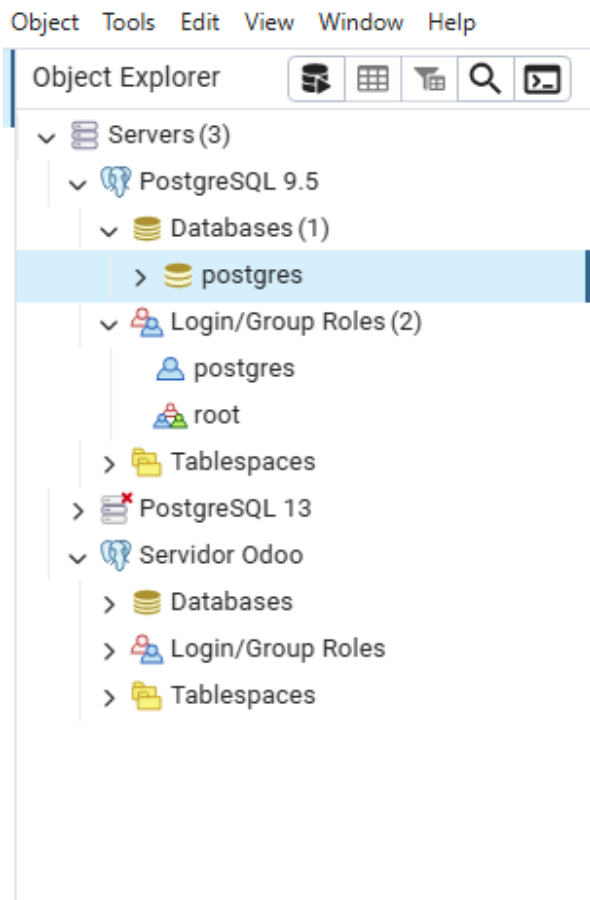 Object Tools Edit View Window Help
Object Explorer
Servers (3)
PostgreSQL 9.5
Databases (1)
postgres
Login/Group Roles (2)
postgres
root
Tablespaces
PostgreSQL 13
Servidor Odoo
Databases
Login/Group Roles
Tablespaces